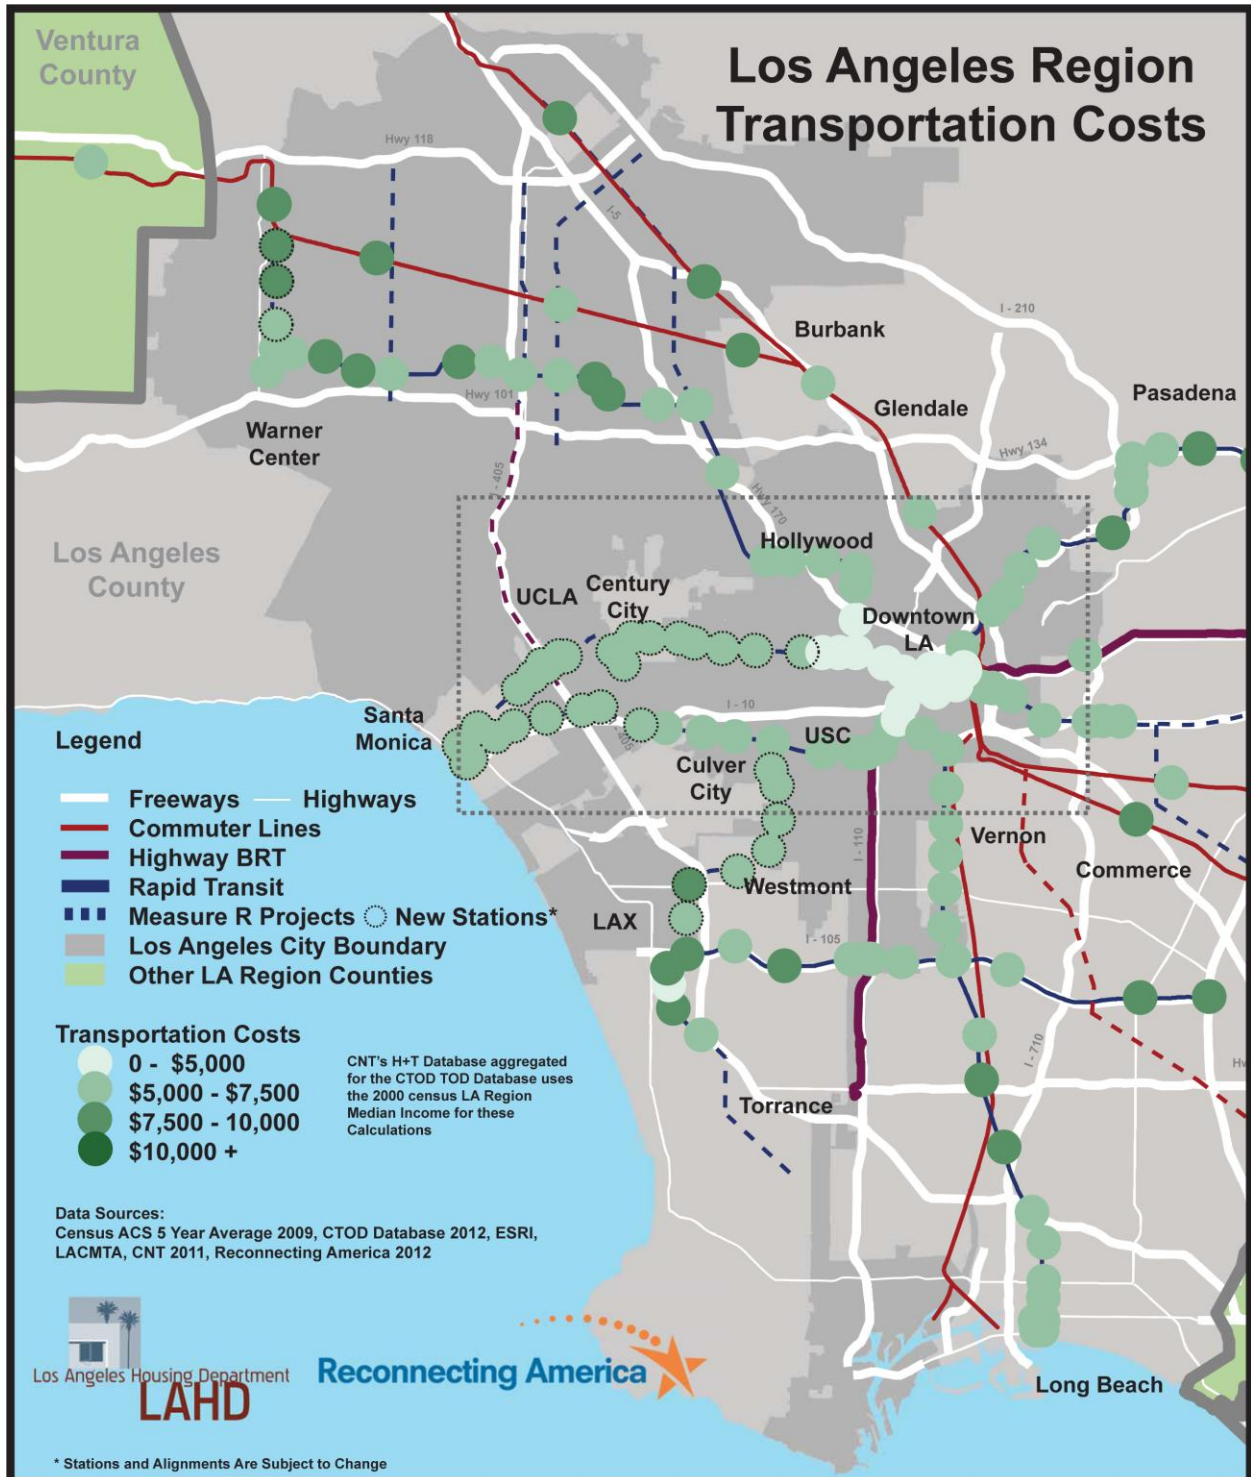 Los Angeles Region
Transportation Costs
Ventura
County
Hwy 118
I-5
I - 210
Burbank
Glendale
Pasadena
Hwy 101
Warner
Center
Hwy 134
I - 405
Hwy 170
Los Angeles
County
Hollywood
UCLA
Century
City
Downtown
LA
I - 10
Santa
Monica
I - 405
USC
Culver
City
Vernon
I - 110
Westmont
Commerce
LAX
I - 105
I - 710
Torrance
Long Beach
Legend
Freeways
Highways
Commuter Lines
Highway BRT
Rapid Transit
Measure R Projects
New Stations*
Los Angeles City Boundary
Other LA Region Counties
Transportation Costs
0 - $5,000
$5,000 - $7,500
$7,500 - 10,000
$10,000 +
CNT's H+T Database aggregated
for the CTOD TOD Database uses
the 2000 census LA Region
Median Income for these
Calculations
Data Sources:
Census ACS 5 Year Average 2009, CTOD Database 2012, ESRI,
LACMTA, CNT 2011, Reconnecting America 2012
Los Angeles Housing Department
LAHD
Reconnecting America
* Stations and Alignments Are Subject to Change